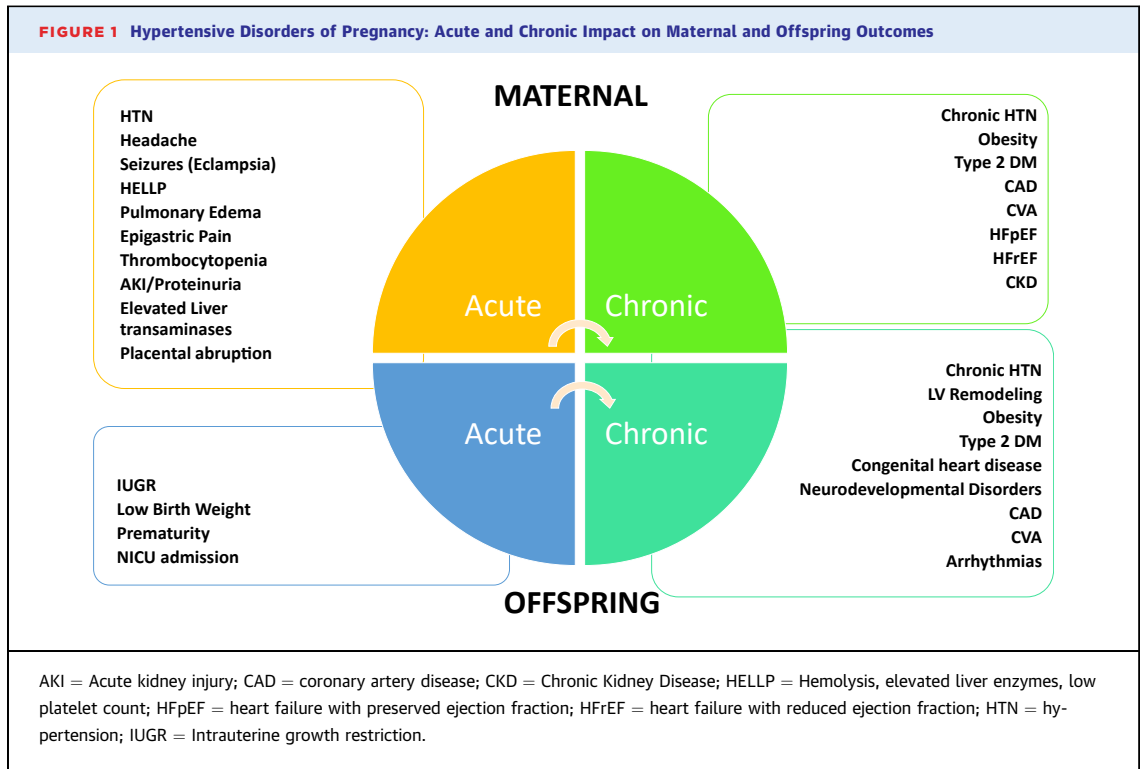 FIGURE 1 Hypertensive Disorders of Pregnancy: Acute and Chronic Impact on Maternal and Offspring Outcomes
MATERNAL
HTN
Headache
Seizures (Eclampsia)
HELLP
Pulmonary Edema
Epigastric Pain
Thrombocytopenia
AKI/Proteinuria
Elevated Liver
transaminases
Placental abruption
Acute
Chronic
Chronic HTN
Obesity
Type 2 DM
CAD
CVA
HFpEF
HFrEF
CKD
IUGR
Low Birth Weight
Prematurity
NICU admission
Acute
Chronic
Chronic HTN
LV Remodeling
Obesity
Type 2 DM
Congenital heart disease
Neurodevelopmental Disorders
CAD
CVA
Arrhythmias
OFFSPRING
AKI = Acute kidney injury; CAD = coronary artery disease; CKD = Chronic Kidney Disease; HELLP = Hemolysis, elevated liver enzymes, low
platelet count; HFpEF = heart failure with preserved ejection fraction; HFrEF = heart failure with reduced ejection fraction; HTN = hy-
pertension; IUGR = Intrauterine growth restriction.